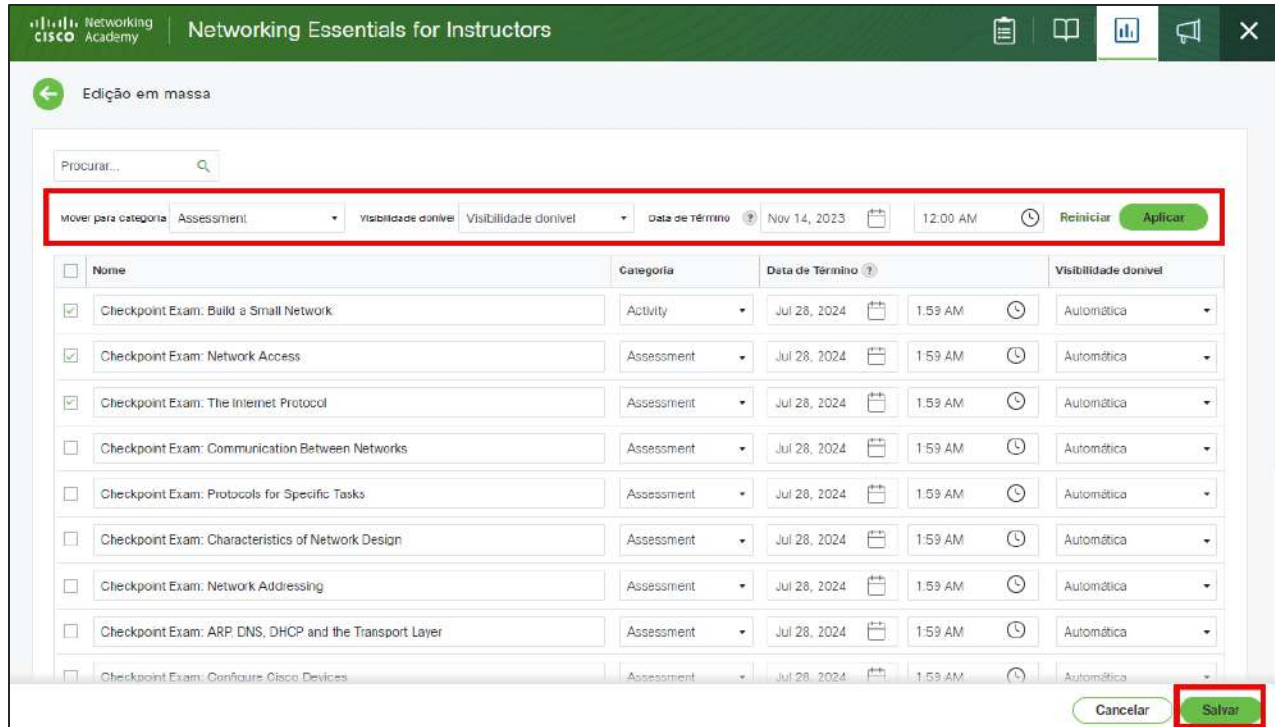 Networking
CISCO Academy
Networking Essentials for Instructors
Edição em massa
Procurar...
Mover para categoria Assessment Visibilidade donível Visibilidade donível Data de Término ? Nov 14, 2023 12:00 AM Reiniciar Aplicar
Nome Categoria Data de Término ? Visibilidade donível
Checkpoint Exam: Build a Small Network Activity Jul 28, 2024 1:59 AM Automática
Checkpoint Exam: Network Access Assessment Jul 28, 2024 1:59 AM Automática
Checkpoint Exam: The Internet Protocol Assessment Jul 28, 2024 1:59 AM Automática
Checkpoint Exam: Communication Between Networks Assessment Jul 28, 2024 1:59 AM Automática
Checkpoint Exam: Protocols for Specific Tasks Assessment Jul 28, 2024 1:59 AM Automática
Checkpoint Exam: Characteristics of Network Design Assessment Jul 28, 2024 1:59 AM Automática
Checkpoint Exam: Network Addressing Assessment Jul 28, 2024 1:59 AM Automática
Checkpoint Exam: ARP, DNS, DHCP and the Transport Layer Assessment Jul 28, 2024 1:59 AM Automática
Checkpoint Exam: Configure Cisco Devices Assessment Jul 28, 2024 1:59 AM Automática
Cancelar Salvar